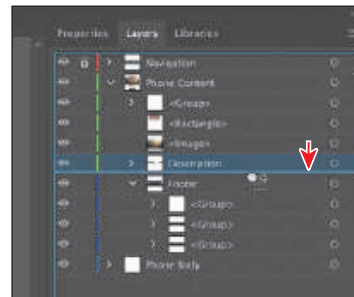 Properties Layers Libraries
Navigation
Phone Content
<Group>
<Rectangle>
<Image>
Description
Footer
<Group>
<Group>
<Group>
Phone Body